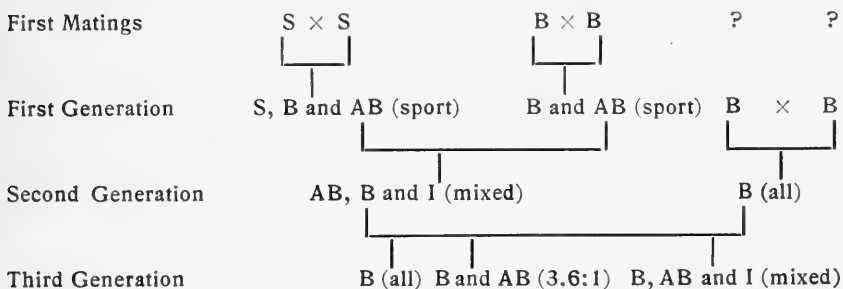 First Matings S × S B × B ? ?
First Generation S, B and AB (sport) B and AB (sport) B × B
Second Generation AB, B and I (mixed) B (all)
Third Generation B (all) B and AB (3.6:1) B, AB and I (mixed)